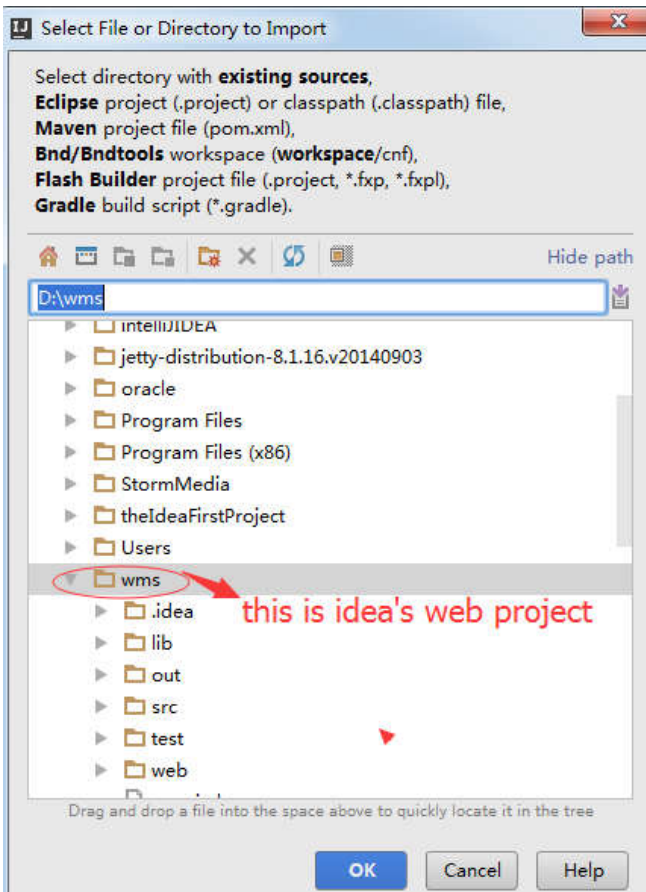 Select File or Directory to Import
Select directory with existing sources,
Eclipse project (.project) or classpath (.classpath) file,
Maven project file (pom.xml),
Bnd/Bndtools workspace (workspace/cnf),
Flash Builder project file (.project, *.fxp, *.fxpl),
Gradle build script (*.gradle).
Hide path
D:\wms
intelliJIDEA
jetty-distribution-8.1.16.v20140903
oracle
Program Files
Program Files (x86)
StormMedia
theIdeaFirstProject
Users
wms
.idea
this is idea's web project
lib
out
src
test
web
Drag and drop a file into the space above to quickly locate it in the tree
OK
Cancel
Help